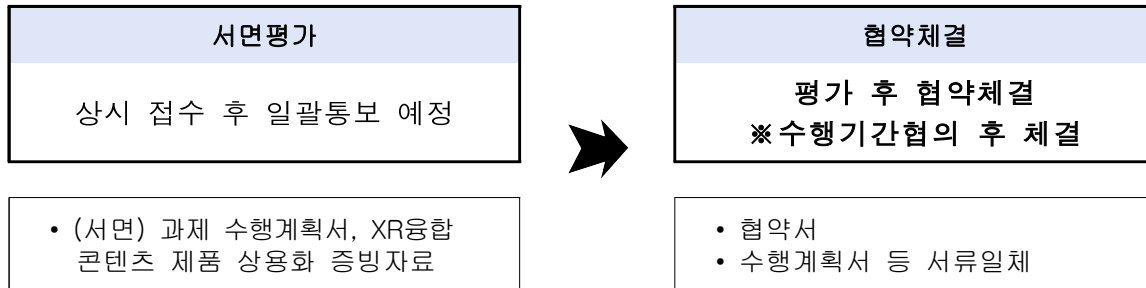 서면평가
상시 접수 후 일괄통보 예정
• (서면) 과제 수행계획서, XR융합
콘텐츠 제품 상용화 증빙자료
협약체결
평가 후 협약체결
※수행기간협의 후 체결
• 협약서
• 수행계획서 등 서류일체